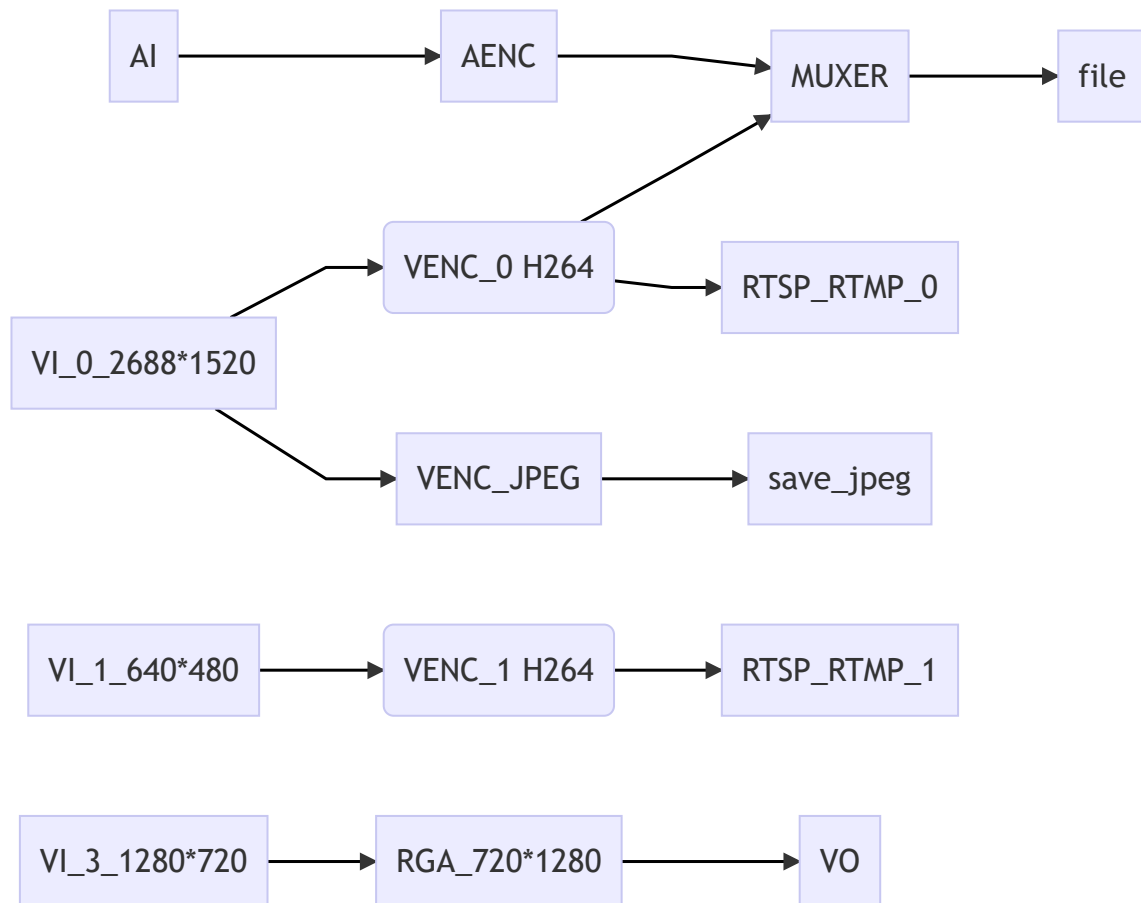 AI
AENC
MUXER
file
VENC_0 H264
RTSP_RTMP_0
VI_0_2688*1520
VENC_JPEG
save_jpeg
VI_1_640*480
VENC_1 H264
RTSP_RTMP_1
VI_3_1280*720
RGA_720*1280
VO